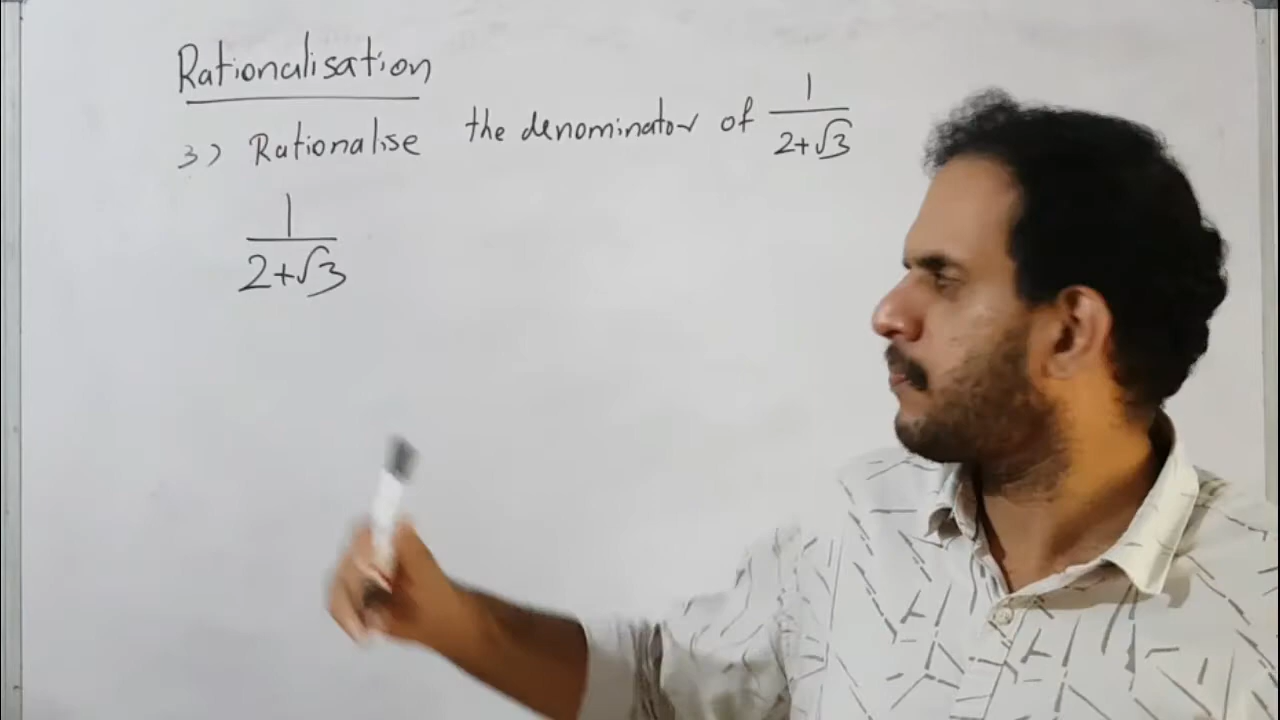 Rationalisation
3) Rationalise the denominator of 1/(2+√3)
1/(2+√3)